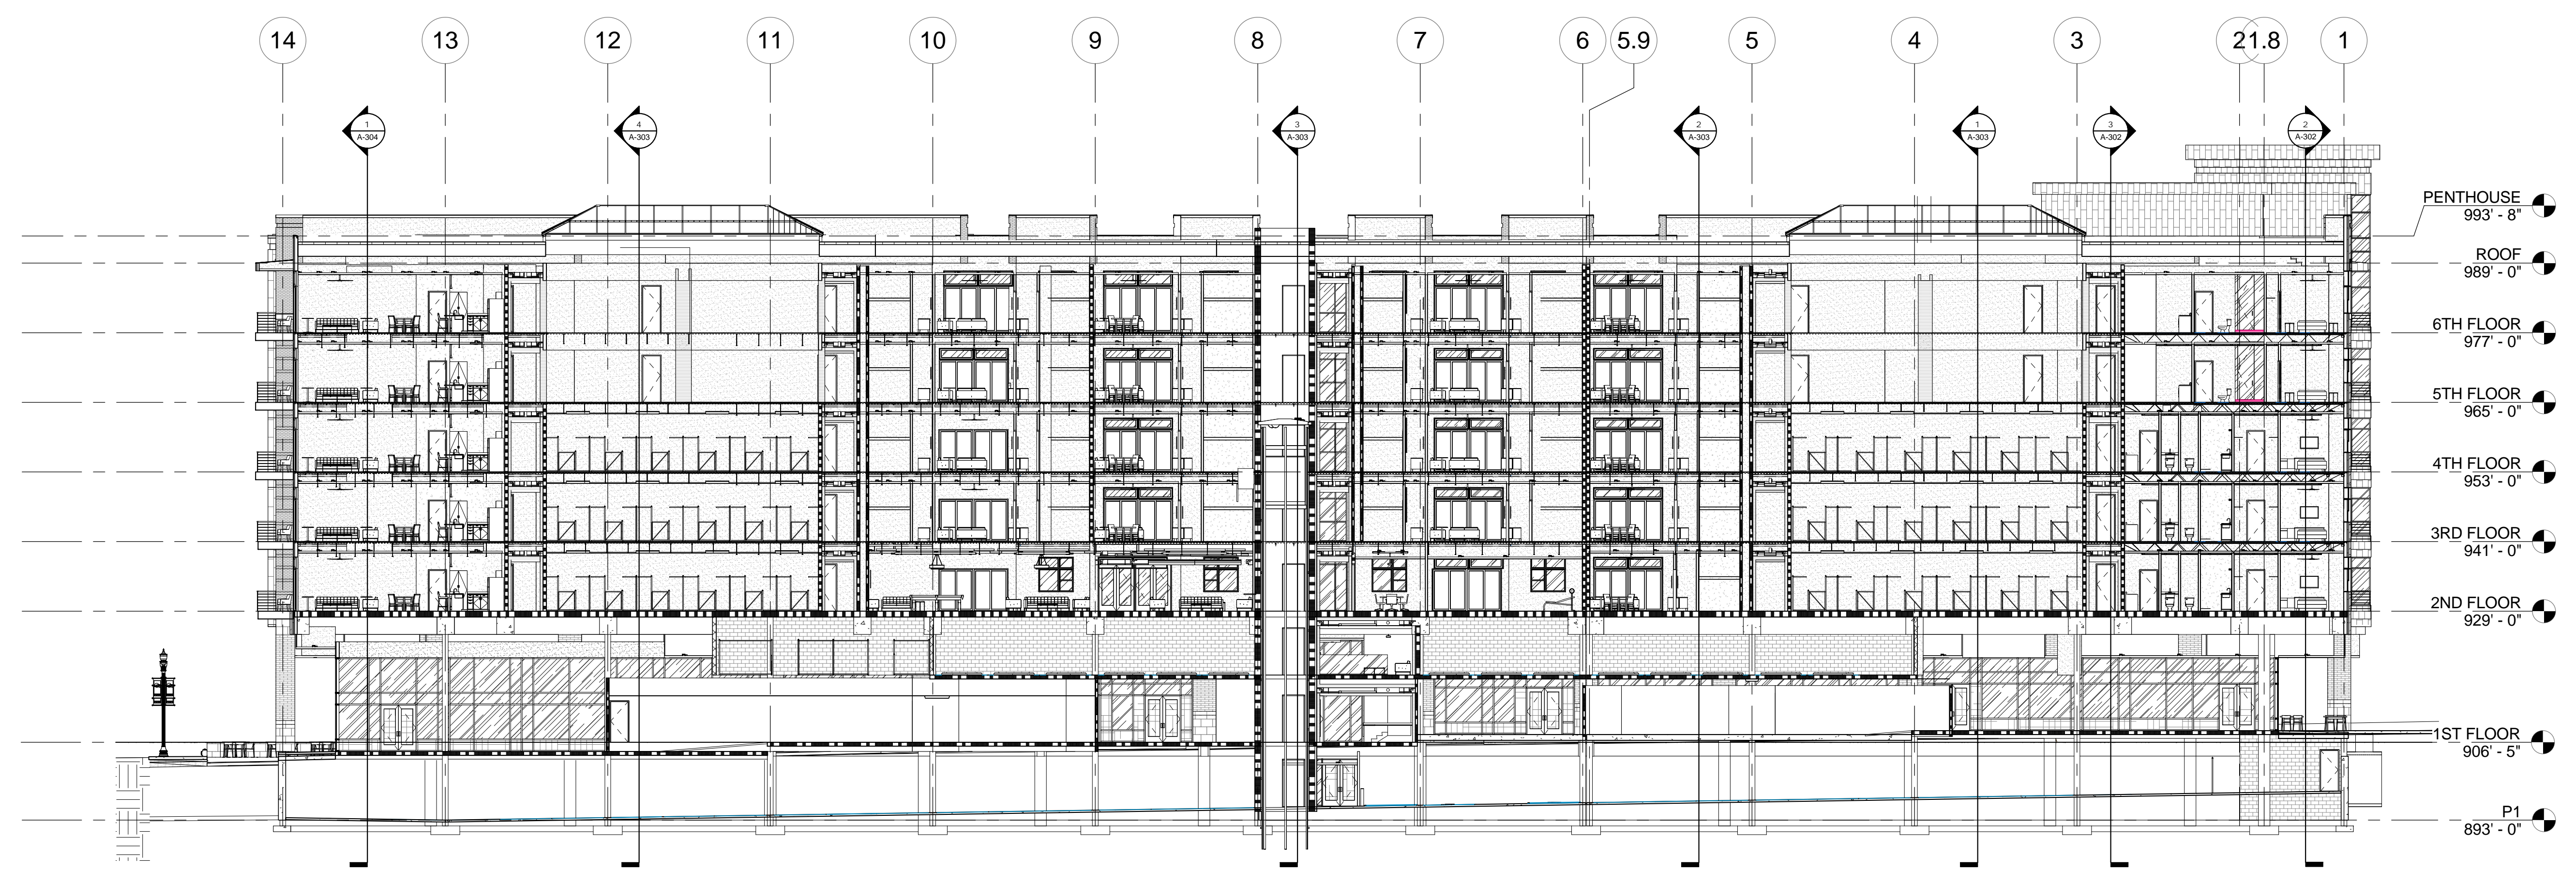 14
13
12
11
10
9
8
7
6
5.9
5
4
3
2
1.8
1
1
A-304
4
A-303
3
A-303
2
A-303
1
A-303
3
A-302
2
A-302
PENTHOUSE
993' - 8"
ROOF
989' - 0"
6TH FLOOR
977' - 0"
5TH FLOOR
965' - 0"
4TH FLOOR
953' - 0"
3RD FLOOR
941' - 0"
2ND FLOOR
929' - 0"
1ST FLOOR
906' - 5"
P1
893' - 0"